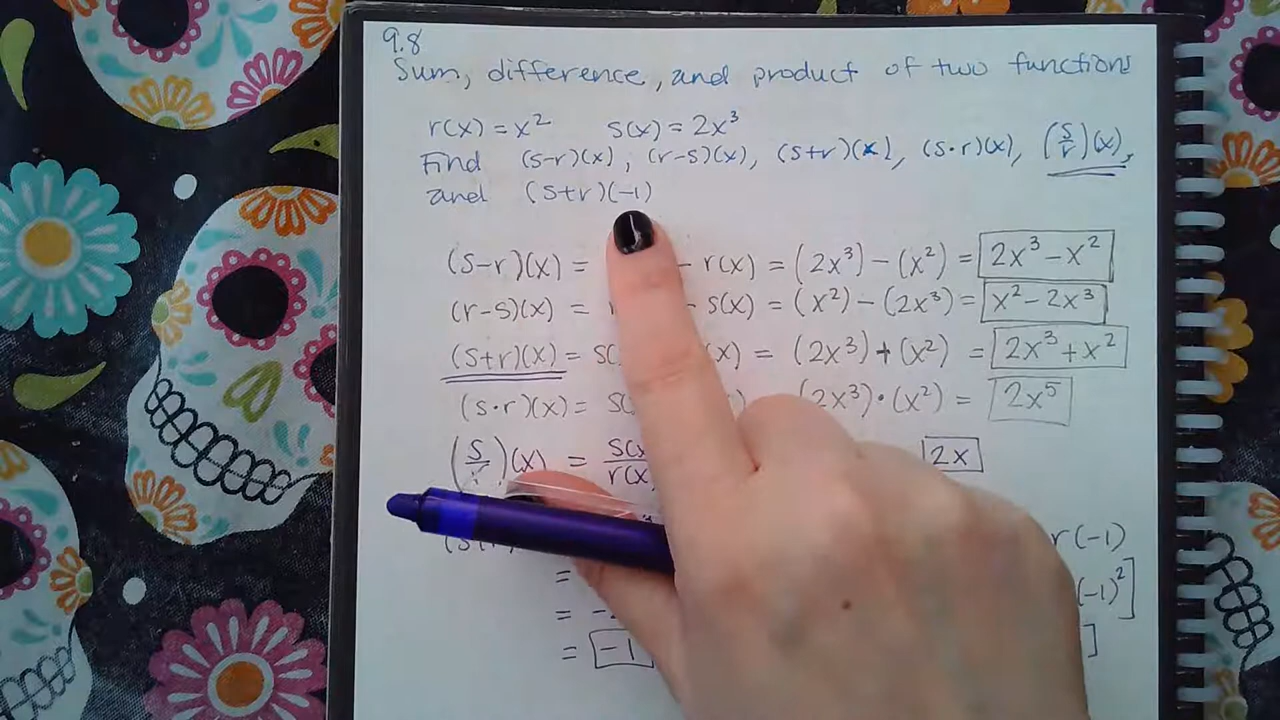 9.8
Sum, difference, and product of two functions
r(x) = x² s(x) = 2x³
Find (s-r)(x), (r-s)(x), (s+r)(x), (s·r)(x), (s/r)(x),
and (s+r)(-1)
(s-r)(x) = - r(x) = (2x³) - (x²) = 2x³ - x²
(r-s)(x) = - s(x) = (x²) - (2x³) = x² - 2x³
(s+r)(x) = s( x) = (2x³) + (x²) = 2x³ + x²
(s·r)(x) = s( ) (2x³)·(x²) = 2x⁵
(s/r)(x) = s(x/r(x 2x
r(-1)
= (-1)²]
= - ]
= -1